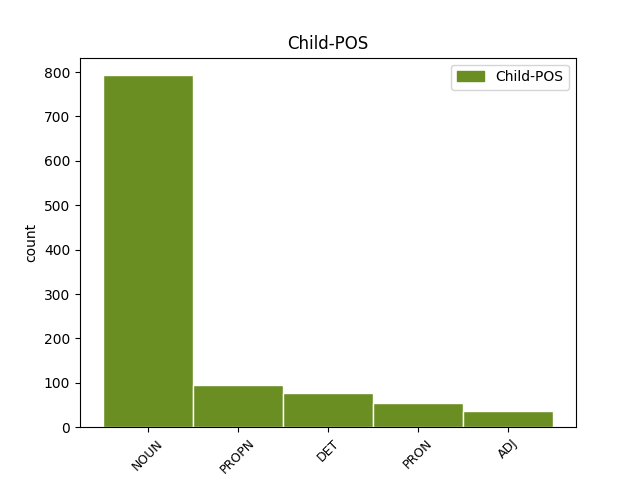 Child-POS
Child-POS
count
800
700
600
500
400
300
200
100
0
NOUN
PROPN
DET
PRON
ADJ